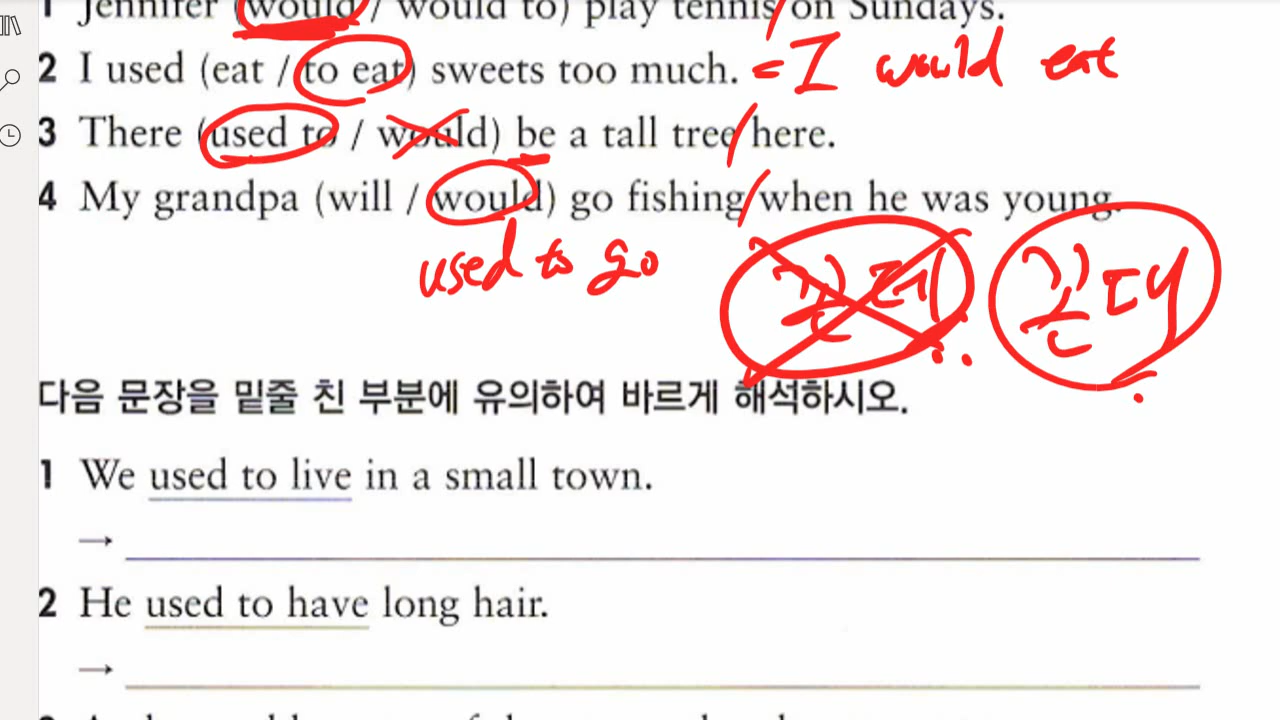 1 Jennifer (would / would to) play tennis / on Sundays.
2 I used (eat / to eat) sweets too much. = I would eat
3 There (used to / would) be a tall tree / here.
4 My grandpa (will / would) go fishing / when he was young.
used to go
꼰데 꼰대
다음 문장을 밑줄 친 부분에 유의하여 바르게 해석하시오.
1 We used to live in a small town.
→
2 He used to have long hair.
→